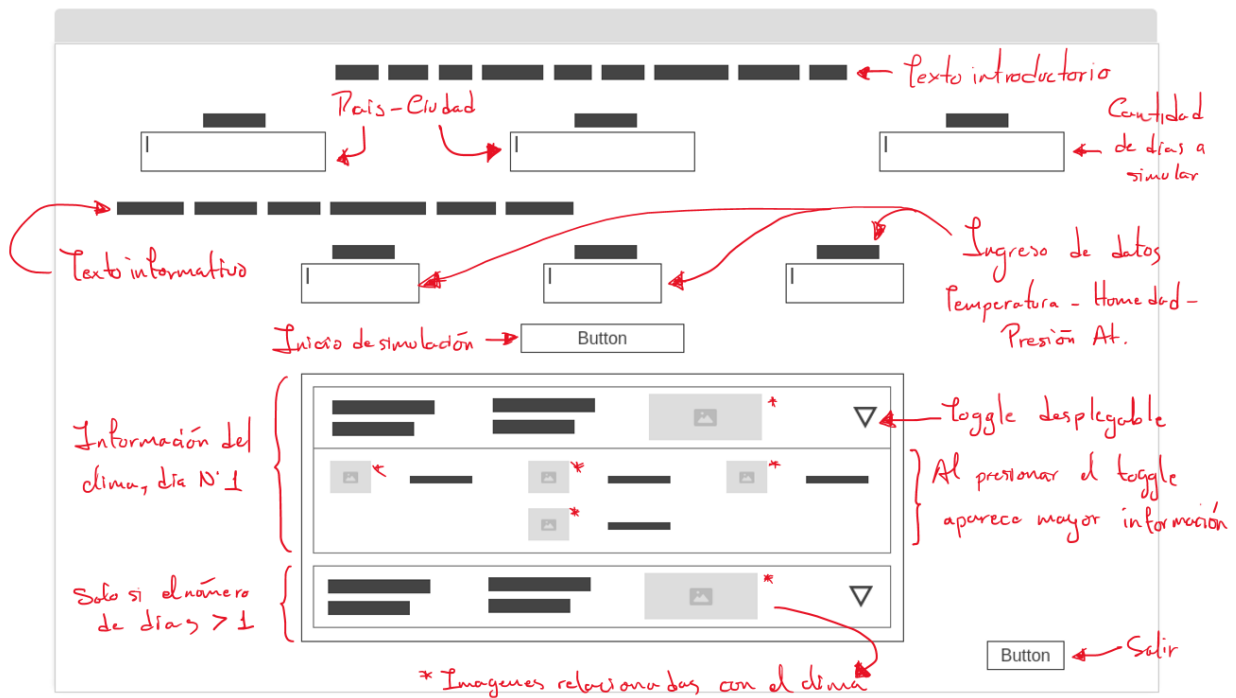 Texto introductorio
País - Ciudad
Cantidad
de días a
simular
Texto informativo
Ingreso de datos
Temperatura - Homedad -
Presión At.
Inicio de simulación
Button
Información del
clima, día N° 1
Toggle desplegable
Al presionar el toggle
aparece mayor información
Solo si el número
de días > 1
Button
Salir
* Imagenes relacionadas con el clima